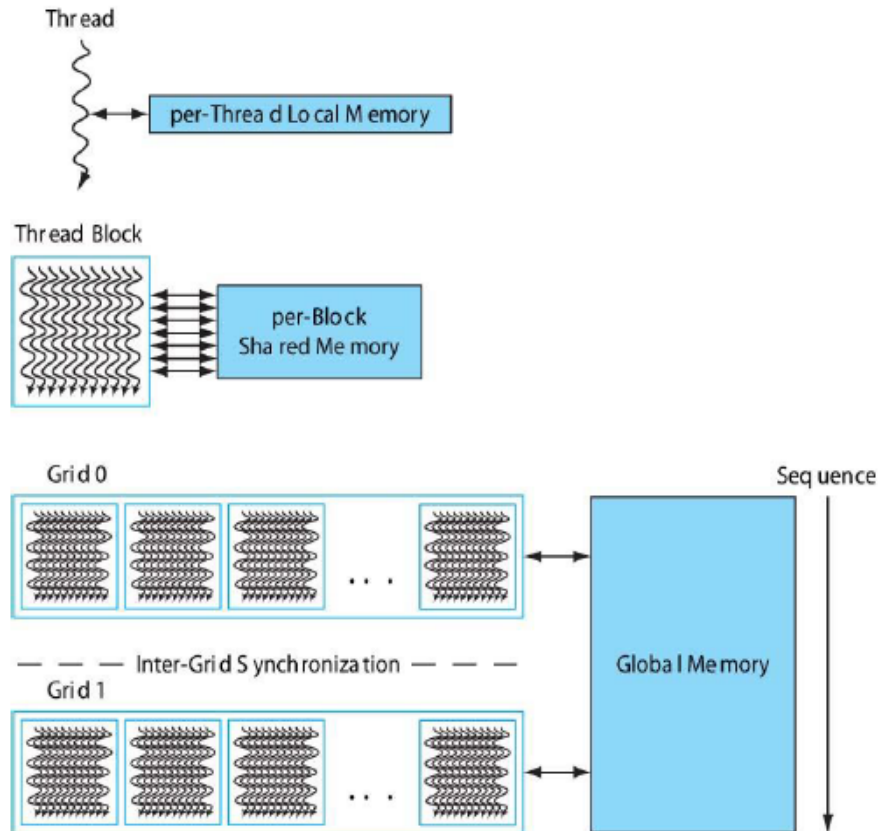 Thread
per-Thread Local Memory
Thread Block
per-Block
Shared Memory
Grid 0
Sequence
. . .
Inter-Grid Synchronization
Global Memory
Grid 1
. . .